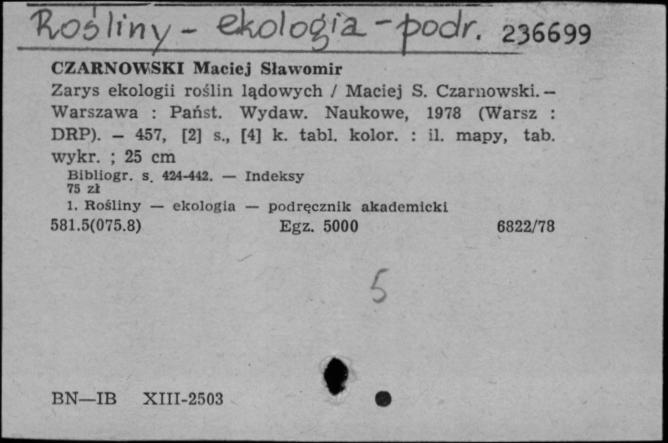 Rośliny - ekologia - podr. 236699
CZARNOWSKI Maciej Sławomir
Zarys ekologii roślin lądowych / Maciej S. Czarnowski. —
Warszawa : Państ. Wydaw. Naukowe, 1978 (Warsz :
DRP). — 457, [2] s., [4] k. tabl. kolor. : il. mapy, tab.
wykr. ; 25 cm
Bibliogr. s. 424-442. — Indeksy
75 zł
1. Rośliny — ekologia — podręcznik akademicki
581.5(075.8) Egz. 5000 6822/78
5
BN—IB XIII-2503